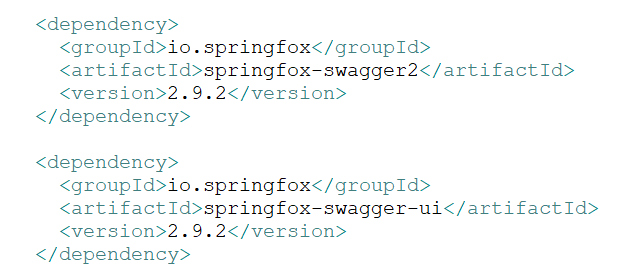 <dependency>
<groupId>io.springfox</groupId>
<artifactId>springfox-swagger2</artifactId>
<version>2.9.2</version>
</dependency>
<dependency>
<groupId>io.springfox</groupId>
<artifactId>springfox-swagger-ui</artifactId>
<version>2.9.2</version>
</dependency>